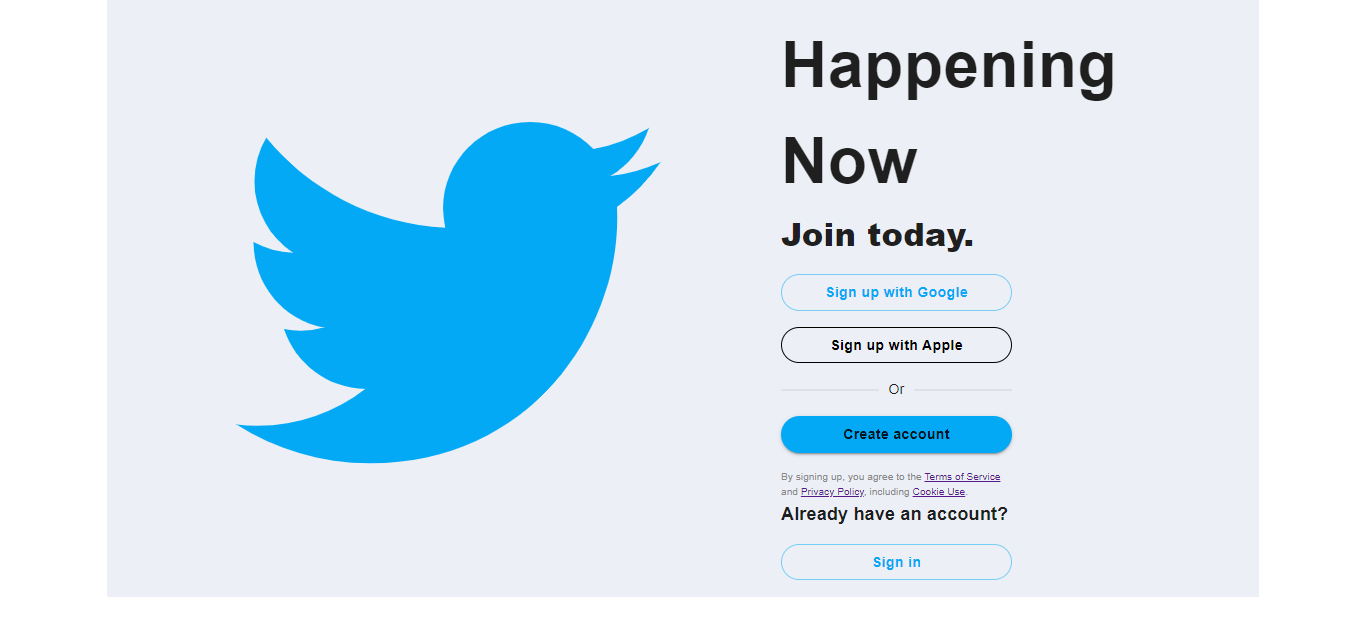 Happening
Now
Join today.
Sign up with Google
Sign up with Apple
Or
Create account
By signing up, you agree to the Terms of Service
and Privacy Policy, including Cookie Use.
Already have an account?
Sign in